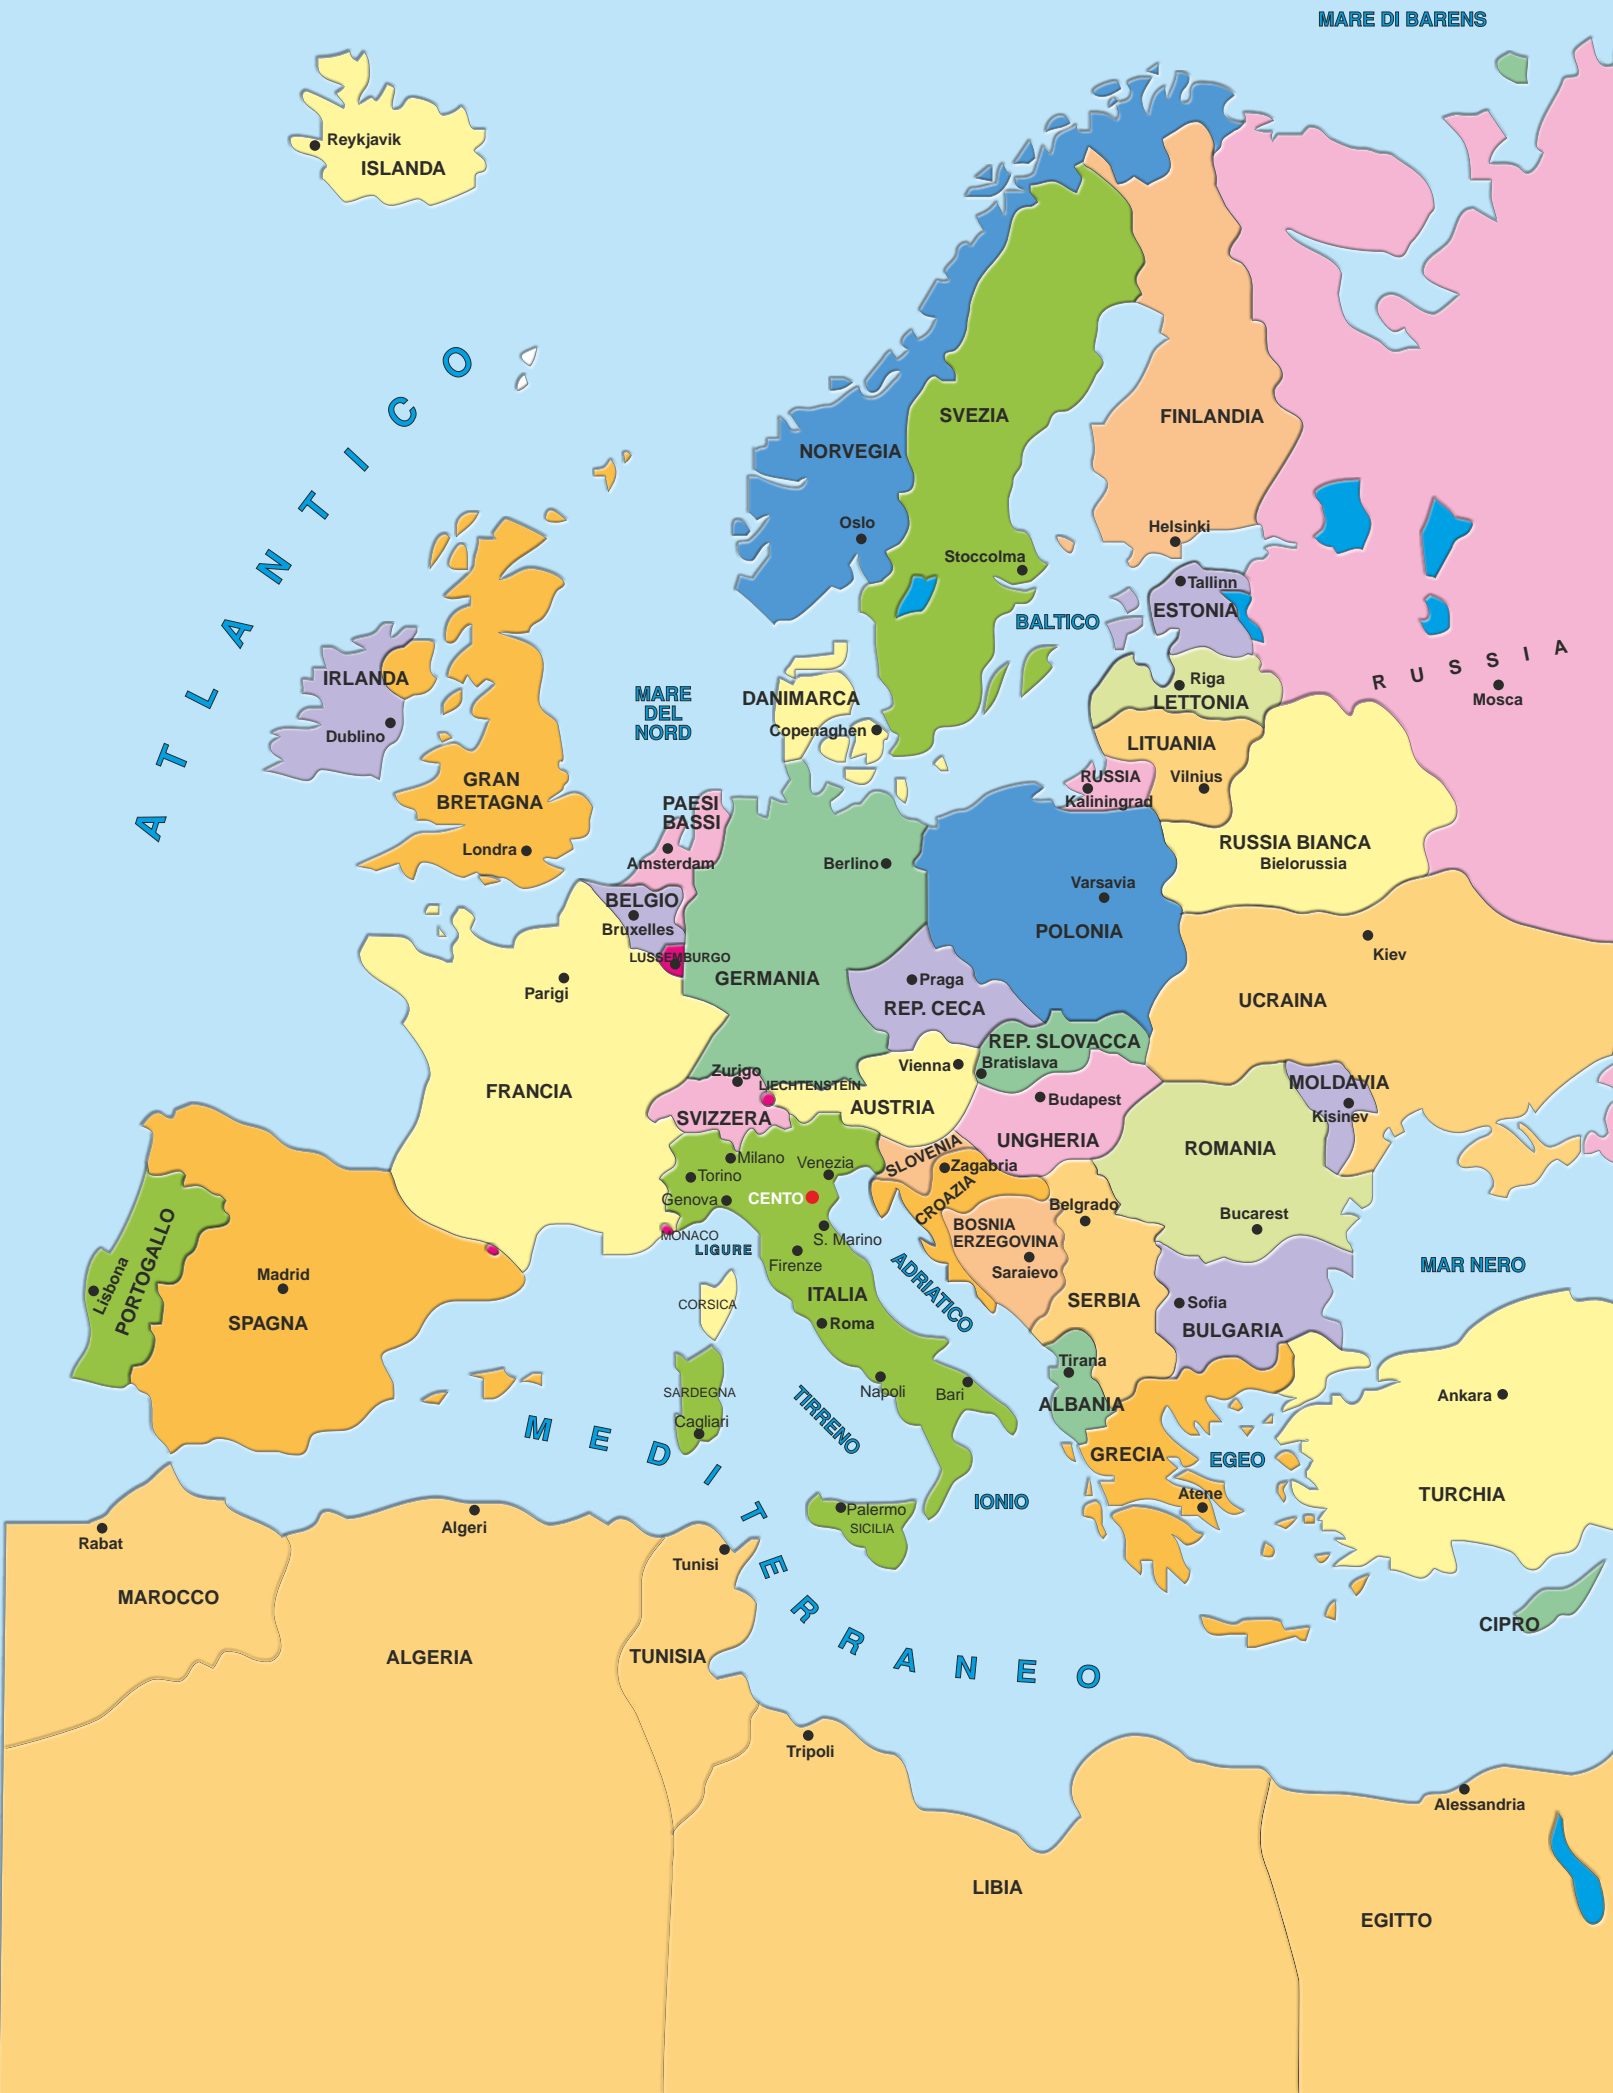 MARE DI BARENS
Reykjavik
ISLANDA
ATLANTICO
SVEZIA
FINLANDIA
NORVEGIA
Oslo
Helsinki
Stoccolma
Tallinn
ESTONIA
BALTICO
RUSSIA
Mosca
IRLANDA
Dublino
MARE
DEL
NORD
DANIMARCA
Copenaghen
Riga
LETTONIA
LITUANIA
Vilnius
RUSSIA
Kaliningrad
GRAN
BRETAGNA
Londra
PAESI
BASSI
Amsterdam
Berlino
RUSSIA BIANCA
Bielorussia
BELGIO
Bruxelles
LUSSEMBURGO
Varsavia
POLONIA
Parigi
GERMANIA
Praga
REP. CECA
Kiev
UCRAINA
REP. SLOVACCA
Bratislava
Vienna
AUSTRIA
Zurigo
LIECHTENSTEIN
SVIZZERA
FRANCIA
Budapest
UNGHERIA
MOLDAVIA
Kisinev
ROMANIA
Bucarest
Milano
Torino
Genova
Venezia
CENTO
SLOVENIA
Zagabria
CROAZIA
BOSNIA
ERZEGOVINA
Saraievo
Belgrado
SERBIA
MONACO
LIGURE
S. Marino
Firenze
ITALIA
Roma
ADRIATICO
CORSICA
Lisbona
PORTOGALLO
Madrid
SPAGNA
Sofia
BULGARIA
MAR NERO
Tirana
ALBANIA
SARDEGNA
Cagliari
Napoli
Bari
TIRRENO
Ankara
TURCHIA
GRECIA
EGEO
Atene
IONIO
Palermo
SICILIA
MEDITERRANEO
CIPRO
Rabat
MAROCCO
Algeri
ALGERIA
Tunisi
TUNISIA
Tripoli
LIBIA
Alessandria
EGITTO